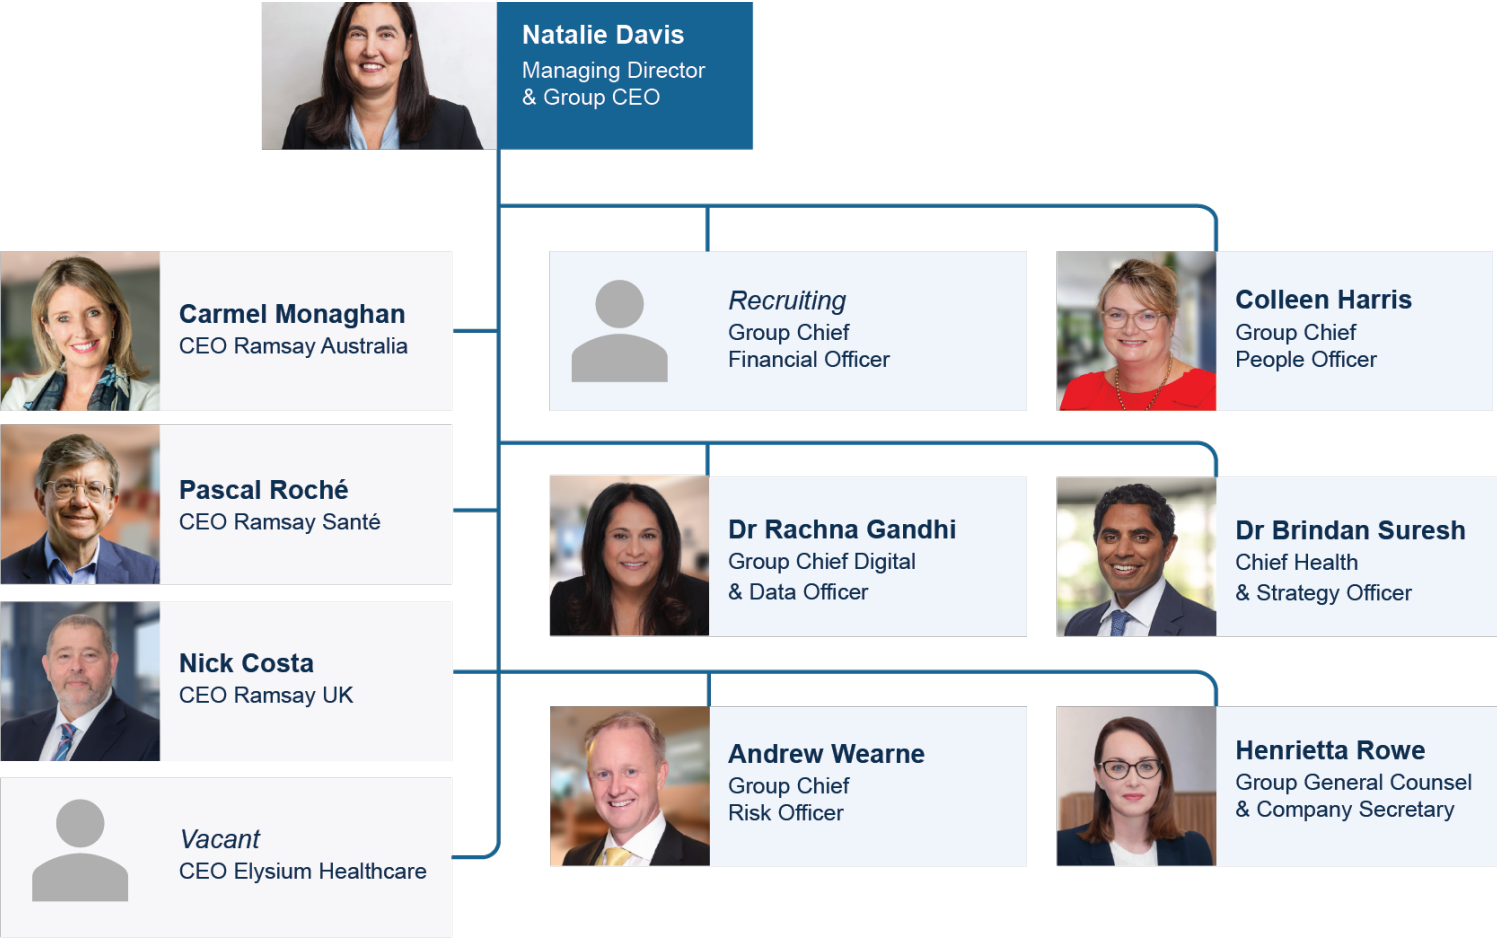 Natalie Davis
Managing Director
& Group CEO
Carmel Monaghan
CEO Ramsay Australia
Recruiting
Group Chief
Financial Officer
Colleen Harris
Group Chief
People Officer
Pascal Roché
CEO Ramsay Santé
Dr Rachna Gandhi
Group Chief Digital
& Data Officer
Dr Brindan Suresh
Chief Health
& Strategy Officer
Nick Costa
CEO Ramsay UK
Andrew Wearne
Group Chief
Risk Officer
Henrietta Rowe
Group General Counsel
& Company Secretary
Vacant
CEO Elysium Healthcare